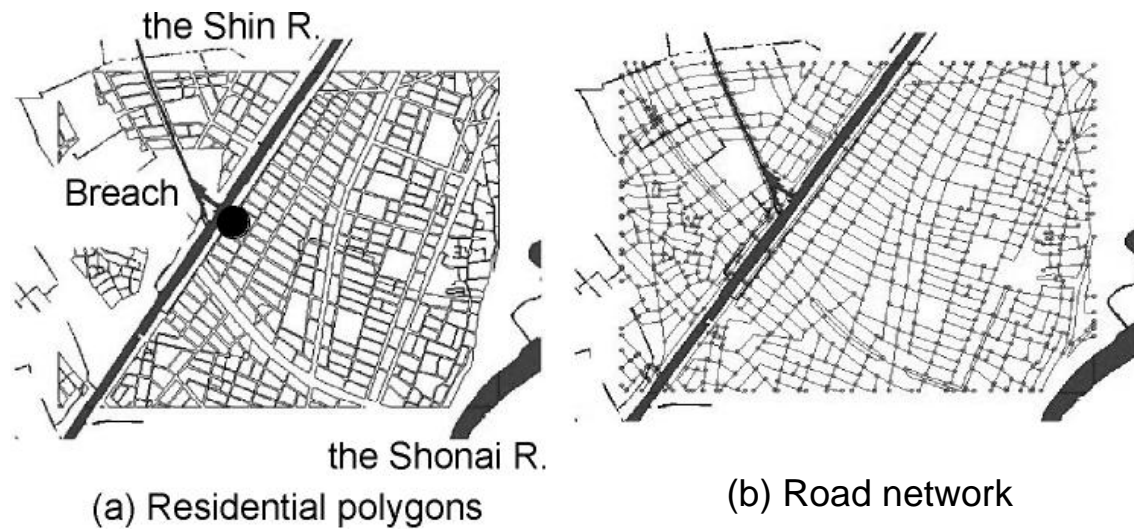 the Shin R.
Breach
the Shonai R.
(a) Residential polygons
(b) Road network